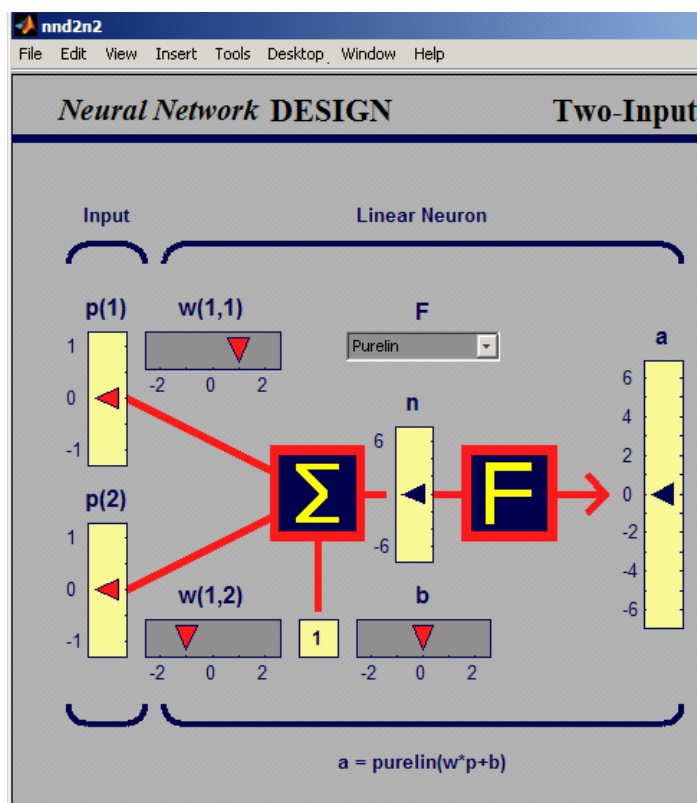 nnd2n2
File Edit View Insert Tools Desktop Window Help
Neural Network DESIGN Two-Input
Input Linear Neuron
p(1) w(1,1) F a
1 0 -1
-2 0 2
Purelin
6 4 2 0 -2 -4 -6
n
6 -6
Σ F
p(2)
1 0 -1
w(1,2) 1 b
-2 0 2 -2 0 2
a = purelin(w*p+b)